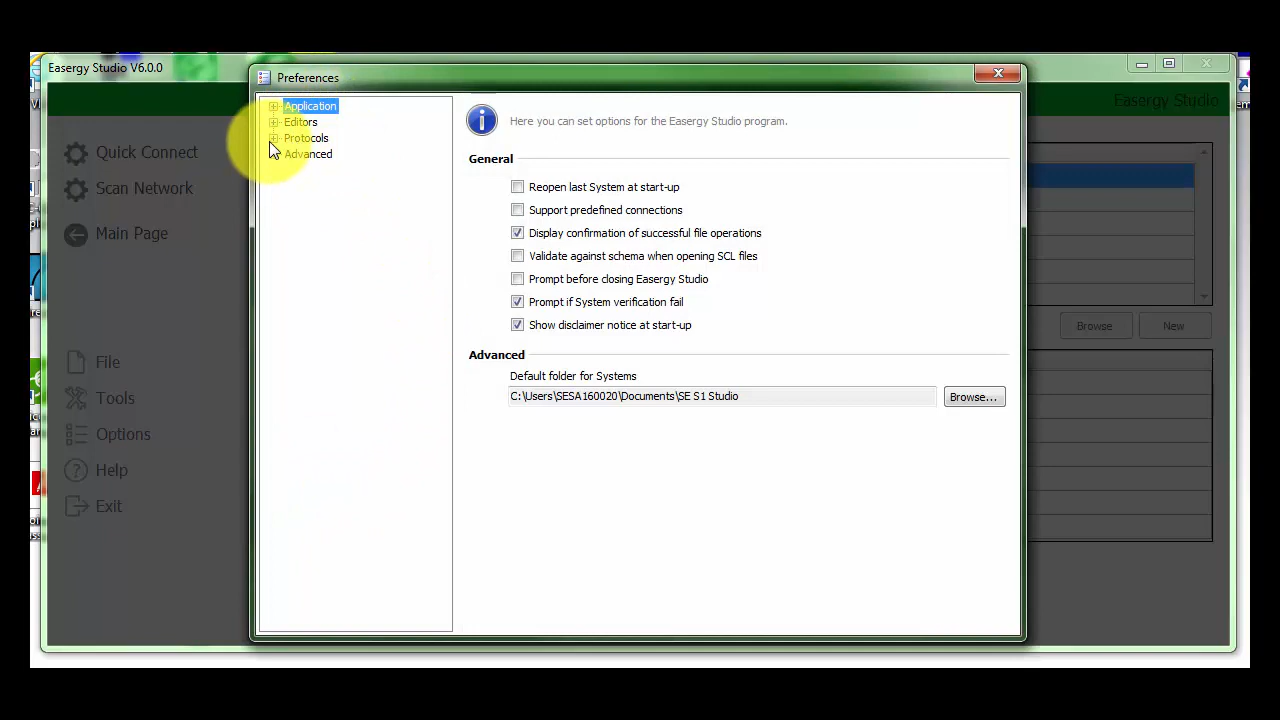 Easergy Studio V6.0.0
Preferences
Easergy Studio
Application
Editors
Protocols
Advanced
Quick Connect
Scan Network
Main Page
File
Tools
Options
Help
Exit
Here you can set options for the Easergy Studio program.
General
Reopen last System at start-up
Support predefined connections
Display confirmation of successful file operations
Validate against schema when opening SCL files
Prompt before closing Easergy Studio
Prompt if System verification fail
Show disclaimer notice at start-up
Advanced
Default folder for Systems
C:\Users\SESA160020\Documents\SE S1 Studio
Browse...
Browse
New